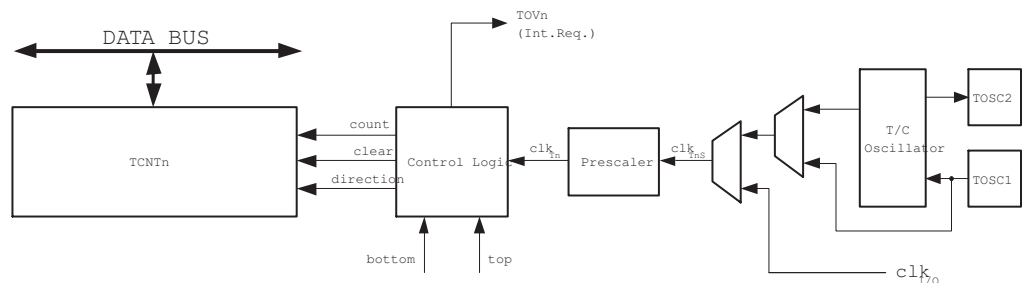 TOVn
(Int.Req.)
DATA BUS
TOSC2
count
T/C
Oscillator
clear
clkTn
clkTnS
TCNTn
Control Logic
Prescaler
direction
TOSC1
bottom
top
clkI/O